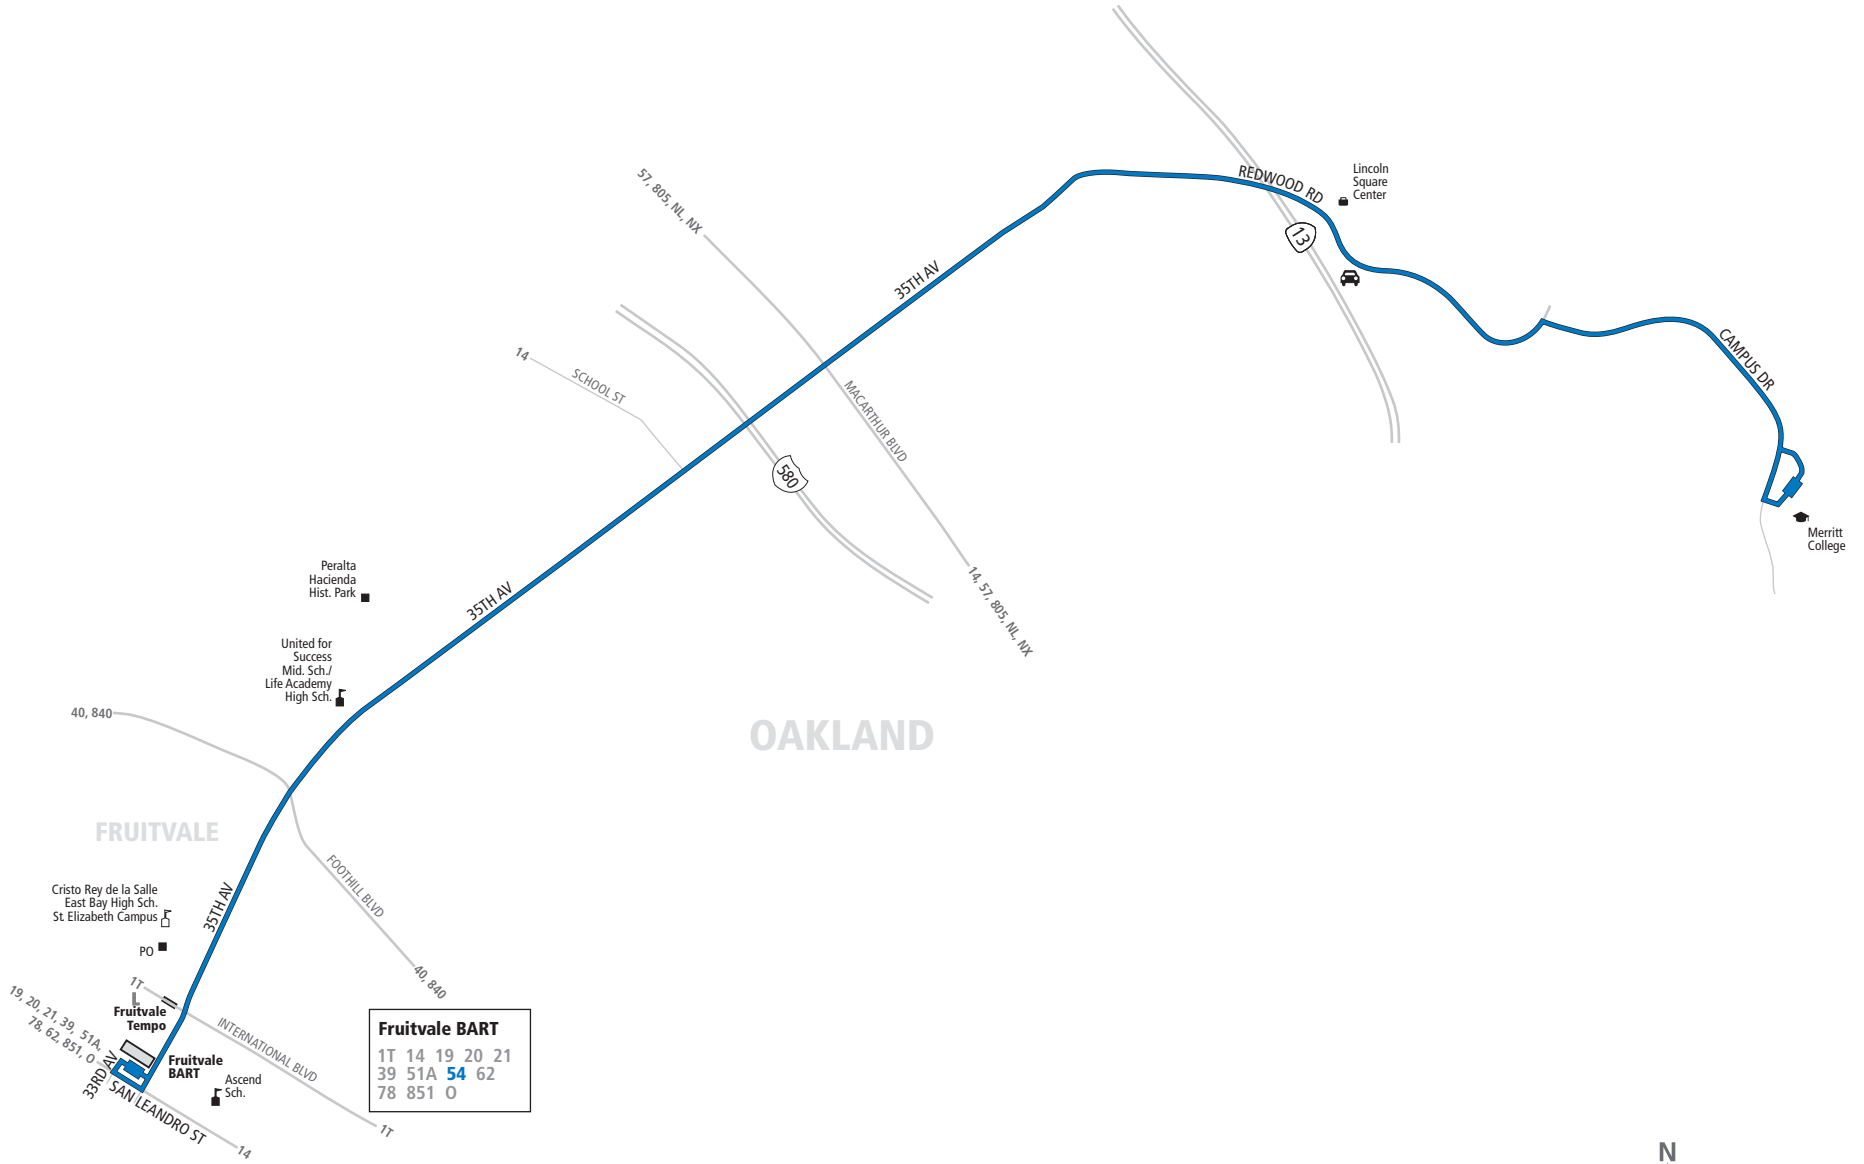 57, 805, NL, NX
REDWOOD RD
Lincoln
Square
Center
13
35TH AV
14
SCHOOL ST
CAMPUS DR
MACARTHUR BLVD
580
Merritt
College
Peralta
Hacienda
Hist. Park
35TH AV
14, 57, 805, NL, NX
United for
Success
Mid. Sch./
Life Academy
High Sch.
40, 840
OAKLAND
FRUITVALE
FOOTHILL BLVD
Cristo Rey de la Salle
East Bay High Sch.
St. Elizabeth Campus
35TH AV
PO
40, 840
1T
L
Fruitvale
Tempo
19, 20, 21, 39, 51A,
78, 62, 851, O
INTERNATIONAL BLVD
33RD AV
Fruitvale
BART
Ascend
Sch.
SAN LEANDRO ST
14
1T
Fruitvale BART
1T 14 19 20 21
39 51A 54 62
78 851 O
N